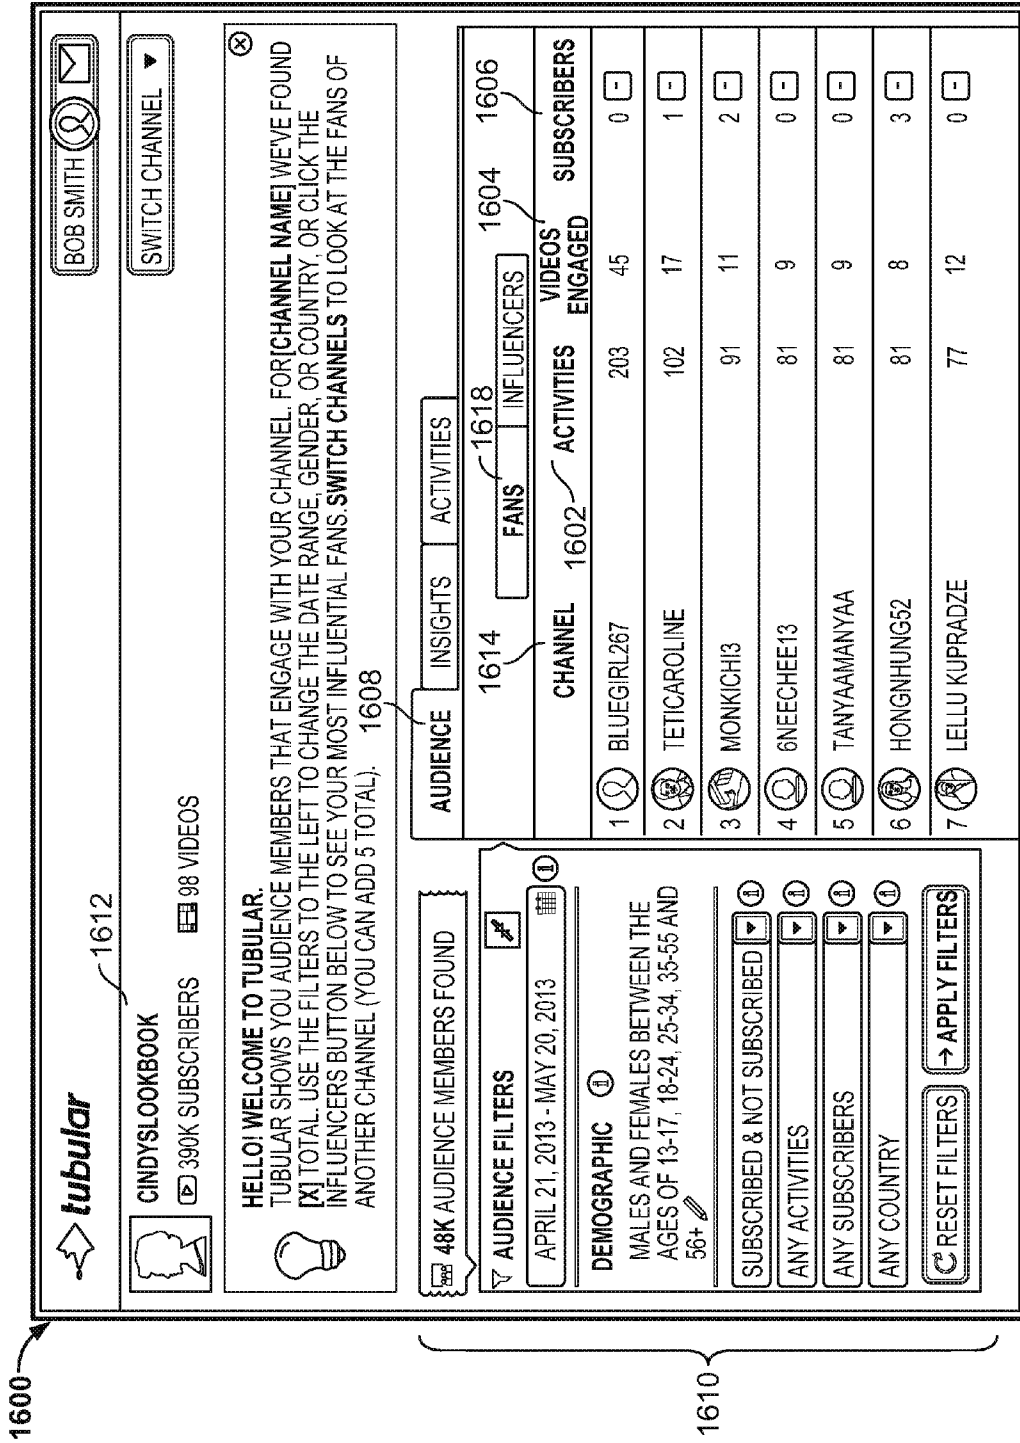 1600
tubular
BOB SMITH
1612
CINDYSLOOKBOOK
390K SUBSCRIBERS 98 VIDEOS
SWITCH CHANNEL
HELLO! WELCOME TO TUBULAR.
TUBULAR SHOWS YOU AUDIENCE MEMBERS THAT ENGAGE WITH YOUR CHANNEL. FOR[CHANNEL NAME] WE'VE FOUND
[X] TOTAL. USE THE FILTERS TO THE LEFT TO CHANGE THE DATE RANGE, GENDER, OR COUNTRY, OR CLICK THE
INFLUENCERS BUTTON BELOW TO SEE YOUR MOST INFLUENTIAL FANS.SWITCH CHANNELS TO LOOK AT THE FANS OF
ANOTHER CHANNEL (YOU CAN ADD 5 TOTAL).
1608
1610
48K AUDIENCE MEMBERS FOUND
AUDIENCE FILTERS
APRIL 21, 2013 - MAY 20, 2013
DEMOGRAPHIC
MALES AND FEMALES BETWEEN THE
AGES OF 13-17, 18-24, 25-34, 35-55 AND
56+
SUBSCRIBED & NOT SUBSCRIBED
ANY ACTIVITIES
ANY SUBSCRIBERS
ANY COUNTRY
RESET FILTERS → APPLY FILTERS
AUDIENCE INSIGHTS ACTIVITIES
1614 1618 1604 1606
FANS INFLUENCERS
1602
CHANNEL ACTIVITIES VIDEOS ENGAGED SUBSCRIBERS
1 BLUEGIRL267 203 45 0 -
2 TETICAROLINE 102 17 1 -
3 MONKICHI3 91 11 2 -
4 6NEECHEE13 81 9 0 -
5 TANYAAMANYAA 81 9 0 -
6 HONGNHUNG52 81 8 3 -
7 LELLU KUPRADZE 77 12 0 -